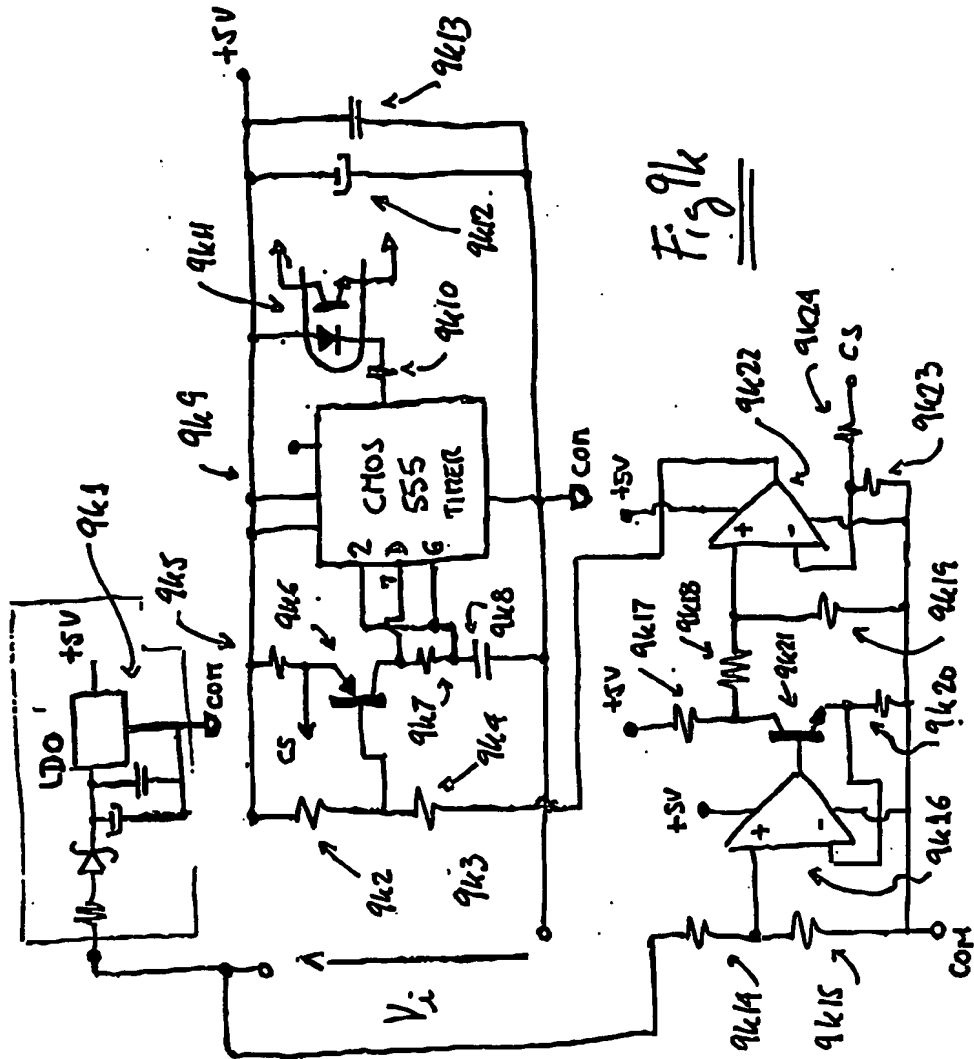 +5V
9k1
LDO
+5V
COM
9k5
9k9
9k11
9k13
9k12
9k10
9k6
CS
CMOS
555
TIMER
2
D
7
6
9k8
9k7
9k4
9k2
9k3
COM
Vi
Fig 9k
+5V
9k22
9k24
CS
9k23
9k17
+5V
9k18
9k21
9k19
9k20
+5V
9k16
9k14
9k15
COM
+
-
+
-